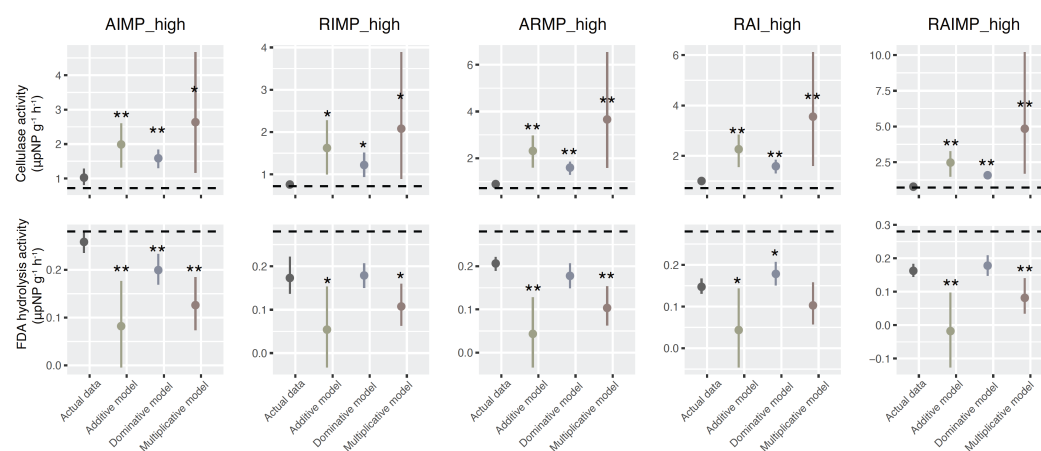 AIMP_high RIMP_high ARMP_high RAI_high RAIMP_high
Cellulase activity
(μpNP g⁻¹ h⁻¹)
4
3
2
1
**
**
*
4
3
2
1
*
*
*
6
4
2
**
**
**
6
4
2
**
**
**
10.0
7.5
5.0
2.5
**
**
**
FDA hydrolysis activity
(μpNP g⁻¹ h⁻¹)
0.2
0.1
0.0
**
**
**
0.2
0.1
0.0
*
*
0.2
0.1
0.0
**
**
0.2
0.1
0.0
*
*
0.3
0.2
0.1
0.0
−0.1
**
**
Actual data
Additive model
Dominative model
Multiplicative model
Actual data
Additive model
Dominative model
Multiplicative model
Actual data
Additive model
Dominative model
Multiplicative model
Actual data
Additive model
Dominative model
Multiplicative model
Actual data
Additive model
Dominative model
Multiplicative model